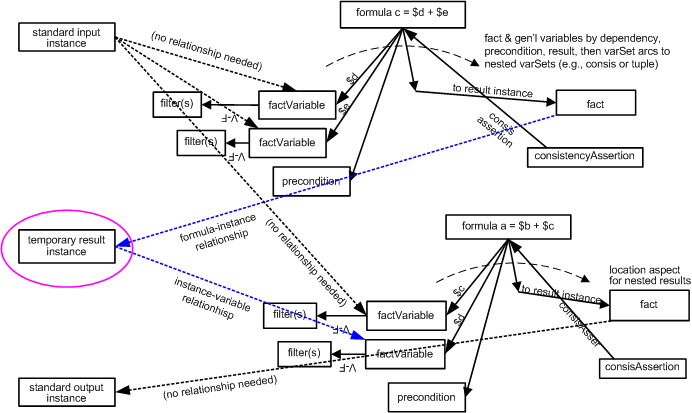 formula c = $d + $e
standard input
instance
(no relationship needed)
fact & gen'l variables by dependency,
precondition, result, then varSet arcs to
nested varSets (e.g., consis or tuple)
$d
to result instance
filter(s)
V-F
factVariable
$e
fact
filter(s)
V-F
factVariable
consis
assertion
consistencyAssertion
precondition
formula a = $b + $c
temporary result
instance
formula-instance
relationship
(no relationship needed)
location aspect
for nested results
instance-variable
relationhisp
$c
to result instance
filter(s)
V-F
factVariable
fact
consisAsser
filter(s)
V-F
factVariable
consisAssertion
standard output
instance
(no relationship needed)
precondition